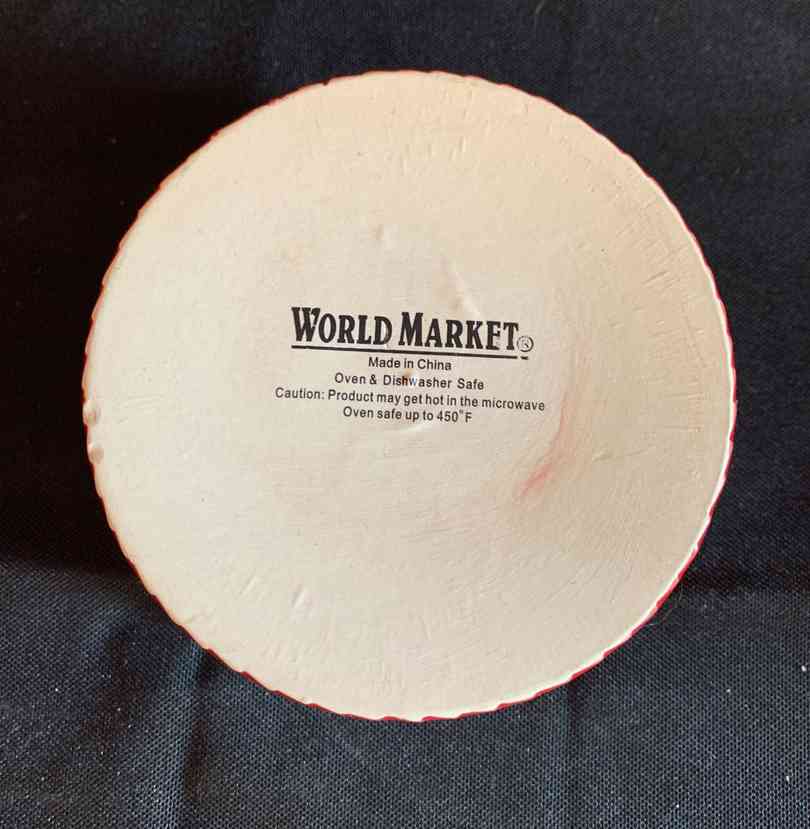 WORLD MARKET®
Made in China
Oven & Dishwasher Safe
Caution: Product may get hot in the microwave
Oven safe up to 450°F